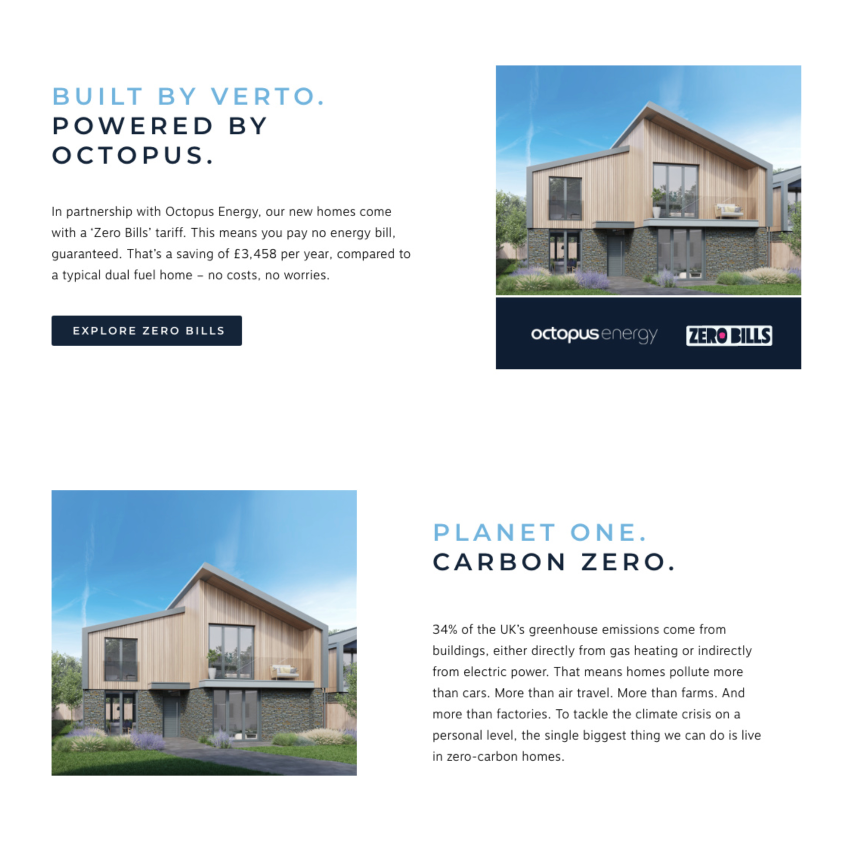 BUILT BY VERTO.
POWERED BY
OCTOPUS.
In partnership with Octopus Energy, our new homes come
with a ‘Zero Bills’ tariff. This means you pay no energy bill,
guaranteed. That’s a saving of £3,458 per year, compared to
a typical dual fuel home – no costs, no worries.
EXPLORE ZERO BILLS
octopusenergy
ZERO BILLS
PLANET ONE.
CARBON ZERO.
34% of the UK’s greenhouse emissions come from
buildings, either directly from gas heating or indirectly
from electric power. That means homes pollute more
than cars. More than air travel. More than farms. And
more than factories. To tackle the climate crisis on a
personal level, the single biggest thing we can do is live
in zero-carbon homes.